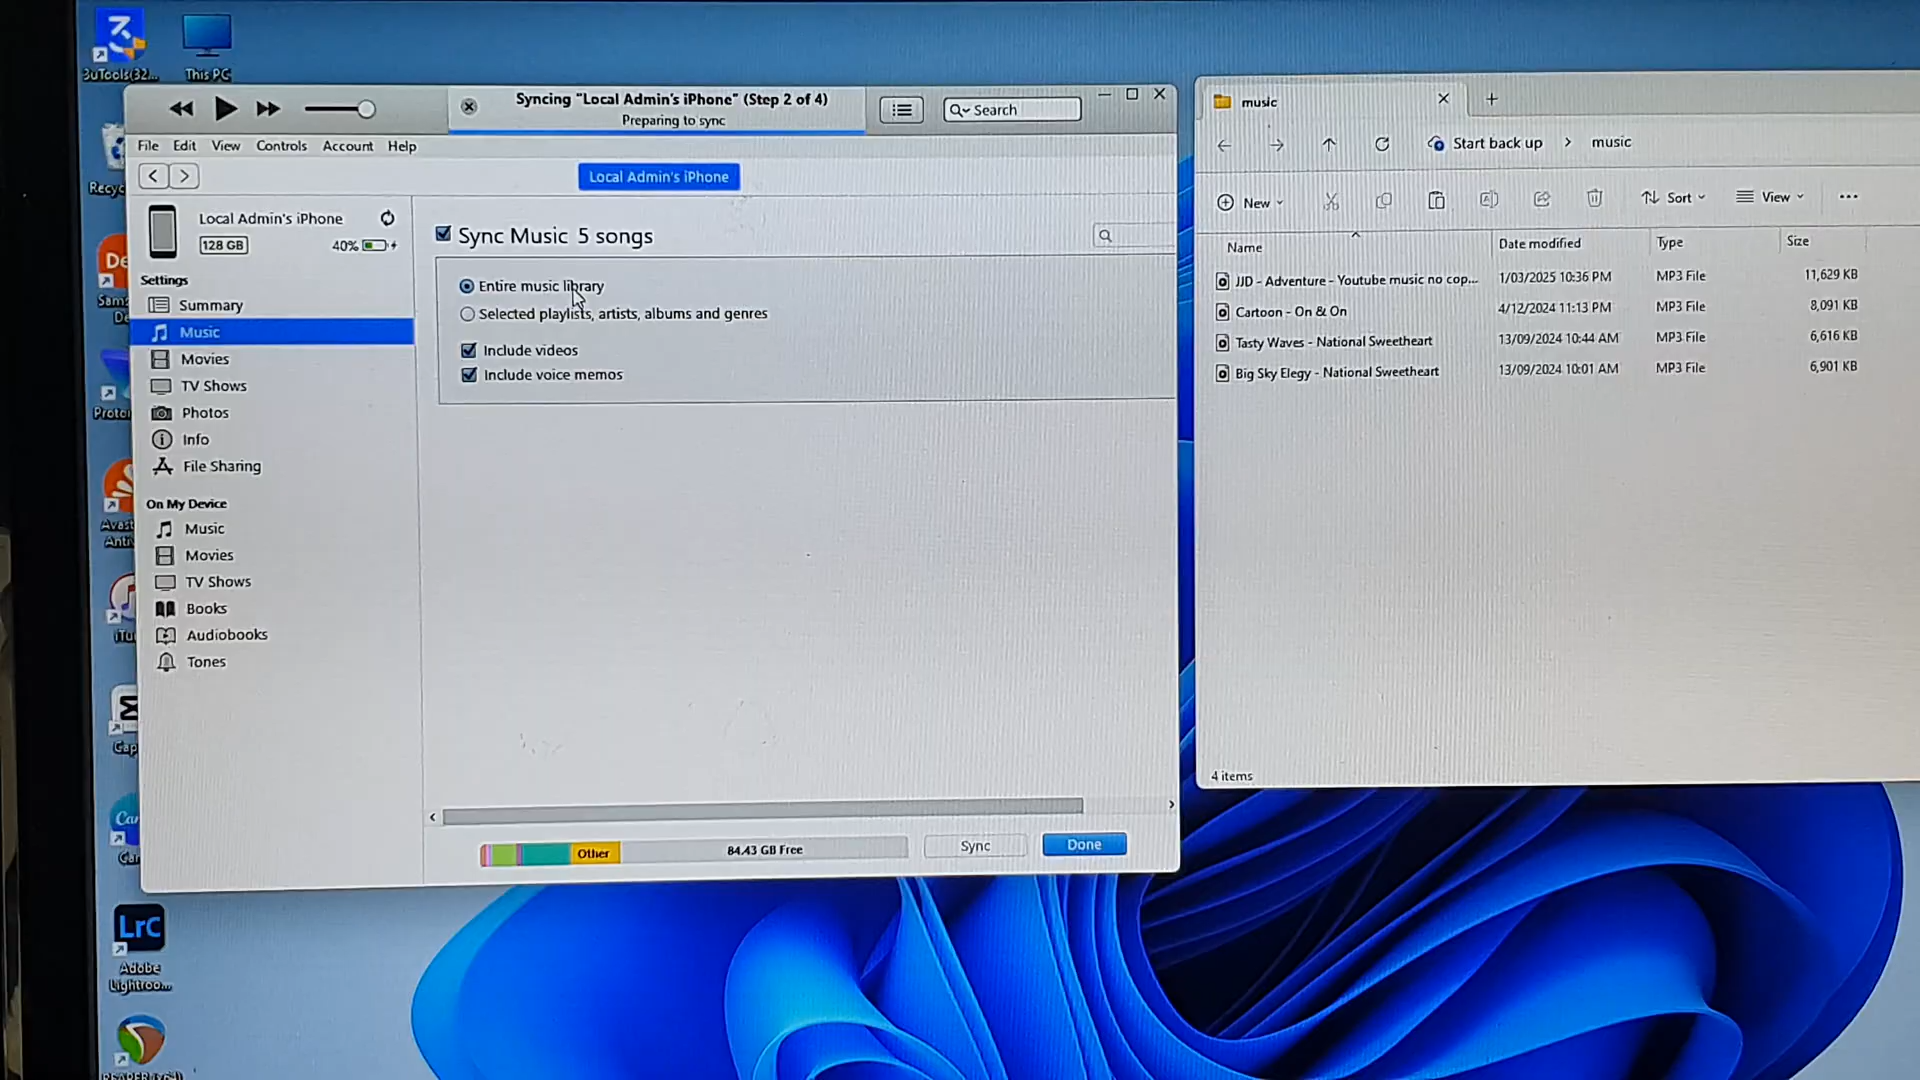 3uTools(32...
This PC
Syncing "Local Admin's iPhone" (Step 2 of 4)
Preparing to sync
Search
File Edit View Controls Account Help
Local Admin's iPhone
Local Admin's iPhone
128 GB
40%
Settings
Summary
Music
Movies
TV Shows
Photos
Info
File Sharing
On My Device
Music
Movies
TV Shows
Books
Audiobooks
Tones
Sync Music 5 songs
Entire music library
Selected playlists, artists, albums and genres
Include videos
Include voice memos
Other
84.43 GB Free
Sync
Done
music
Start back up > music
New
Sort
View
Name Date modified Type Size
JJD - Adventure - Youtube music no cop... 1/03/2025 10:36 PM MP3 File 11,629 KB
Cartoon - On & On 4/12/2024 11:13 PM MP3 File 8,091 KB
Tasty Waves - National Sweetheart 13/09/2024 10:44 AM MP3 File 6,616 KB
Big Sky Elegy - National Sweetheart 13/09/2024 10:01 AM MP3 File 6,901 KB
4 items
Lrc
Adobe
Lightroo...